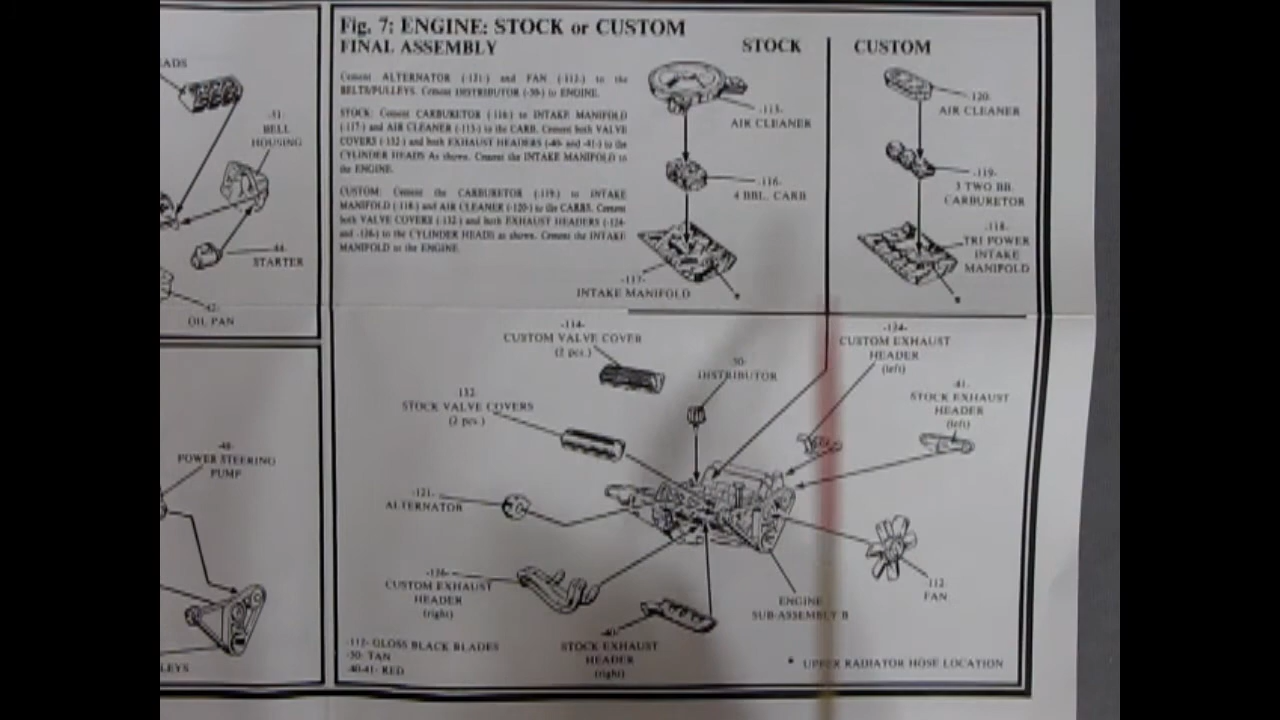 ADS
-31-
BELL
HOUSING
-44-
STARTER
-42-
OIL PAN
-48-
POWER STEERING
PUMP
LEYS
Fig. 7: ENGINE: STOCK or CUSTOM
FINAL ASSEMBLY
Cement ALTERNATOR (-121-) and FAN (-112-) to the
BELTS/PULLEYS. Cement DISTRIBUTOR (-50-) to ENGINE.
STOCK: Cement CARBURETOR (-116-) to INTAKE MANIFOLD
(-117-) and AIR CLEANER (-113-) to the CARB. Cement both VALVE
COVERS (-132-) and both EXHAUST HEADERS (-40- and -41-) to the
CYLINDER HEADS As shown. Cement the INTAKE MANIFOLD to
the ENGINE.
CUSTOM: Cement the CARBURETOR (-119-) to INTAKE
MANIFOLD (-118-) and AIR CLEANER (-120-) to the CARBS. Cement
both VALVE COVERS (-132-) and both EXHAUST HEADERS (-124-
and -126-) to the CYLINDER HEADS as shown. Cement the INTAKE
MANIFOLD to the ENGINE.
STOCK
-113-
AIR CLEANER
-116-
4 BBL. CARB
-117-
INTAKE MANIFOLD
CUSTOM
-120-
AIR CLEANER
-119-
3 TWO BB.
CARBURETOR
-118-
TRI POWER
INTAKE
MANIFOLD
-114-
CUSTOM VALVE COVER
(2 pcs.)
-50-
DISTRIBUTOR
-124-
CUSTOM EXHAUST
HEADER
(left)
132-
STOCK VALVE COVERS
(2 pcs.)
-41-
STOCK EXHAUST
HEADER
(left)
-121-
ALTERNATOR
-126-
CUSTOM EXHAUST
HEADER
(right)
-40-
STOCK EXHAUST
HEADER
(right)
ENGINE
SUB-ASSEMBLY B
112
FAN
-112- GLOSS BLACK BLADES
-50- TAN
-40-41- RED
* UPPER RADIATOR HOSE LOCATION